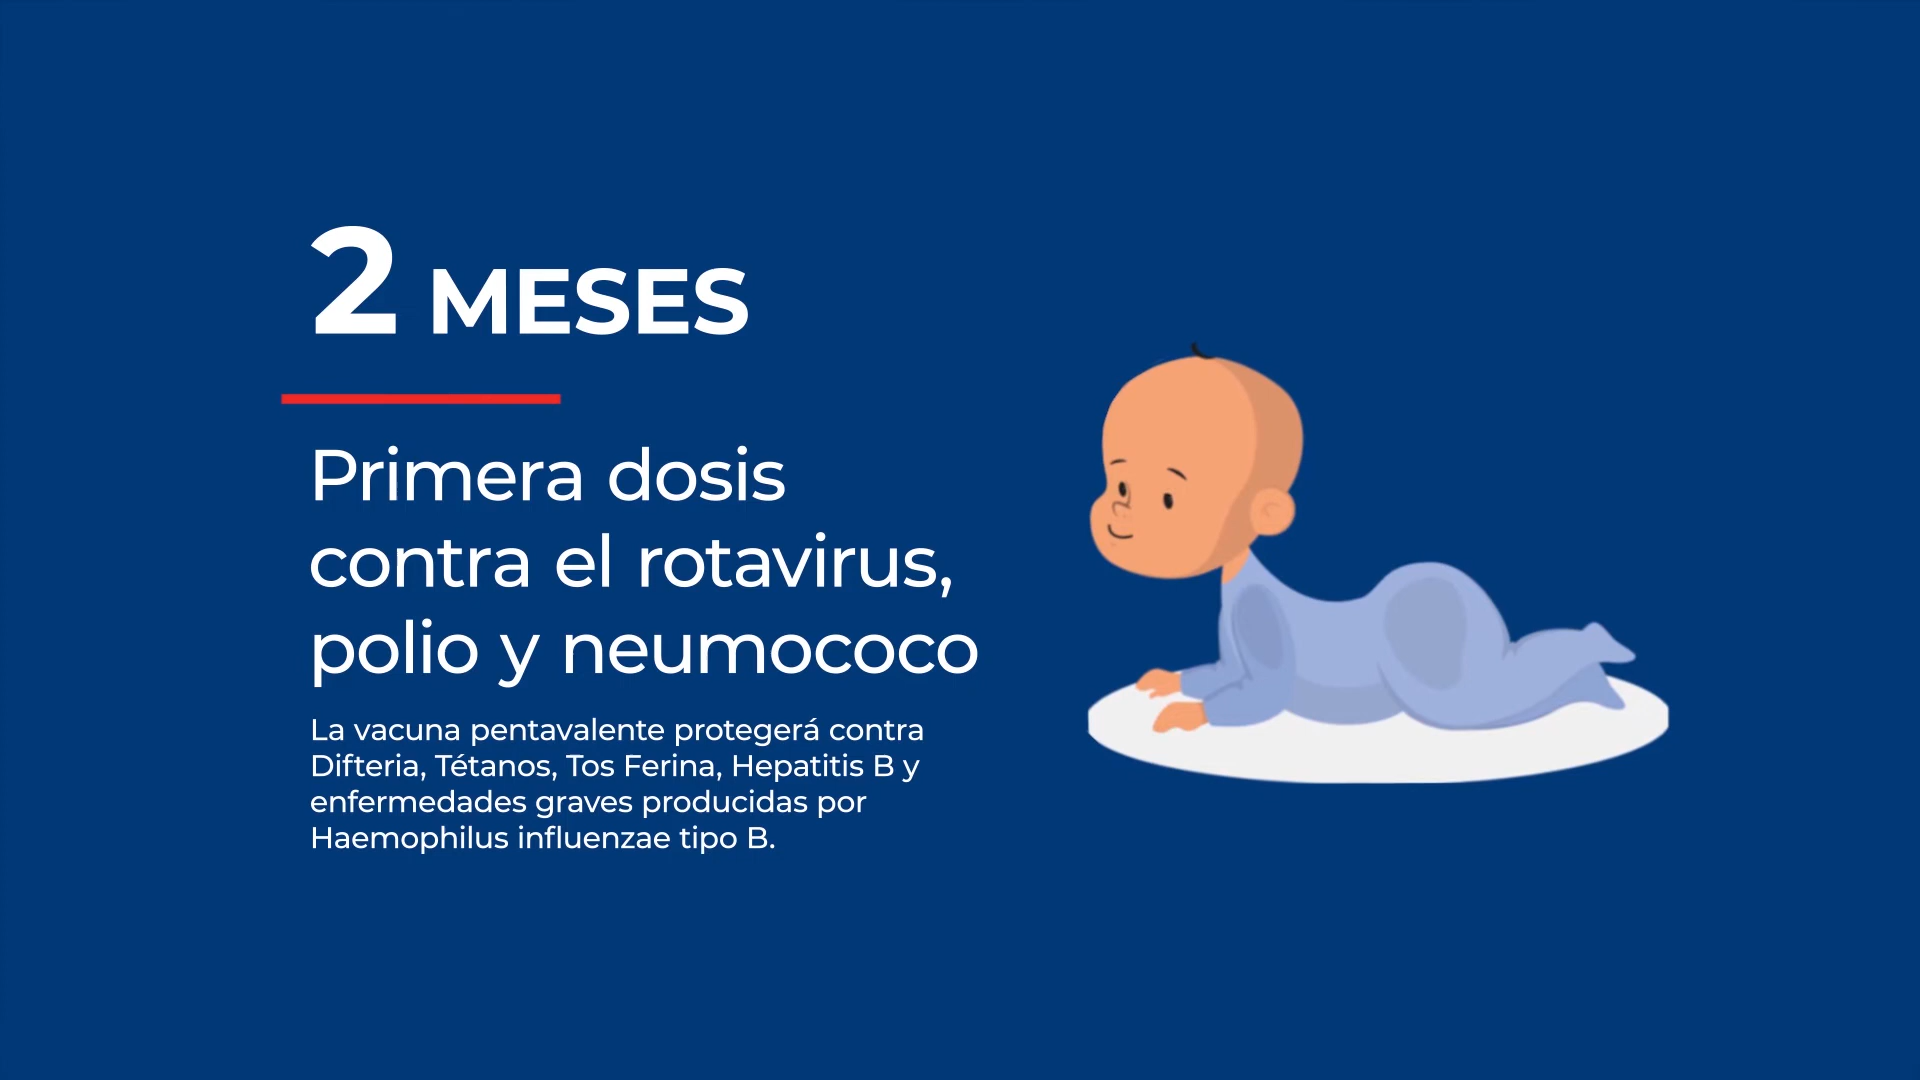 2 MESES
Primera dosis
contra el rotavirus,
polio y neumococo
La vacuna pentavalente protegerá contra
Difteria, Tétanos, Tos Ferina, Hepatitis B y
enfermedades graves producidas por
Haemophilus influenzae tipo B.